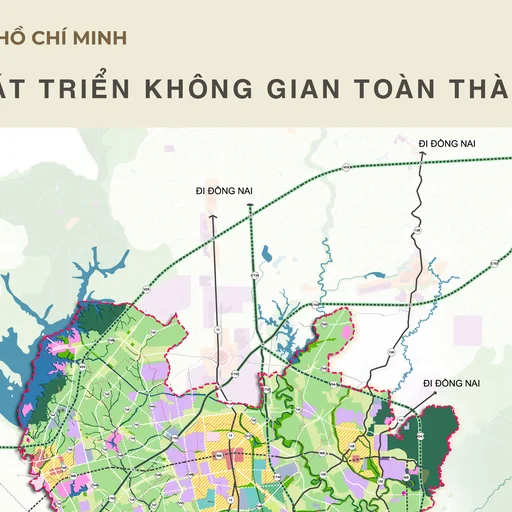 HỒ CHÍ MINH
ÁT TRIỂN KHÔNG GIAN TOÀN THÀ
ĐI ĐỒNG NAI
ĐI ĐỒNG NAI
ĐI ĐỒNG NAI